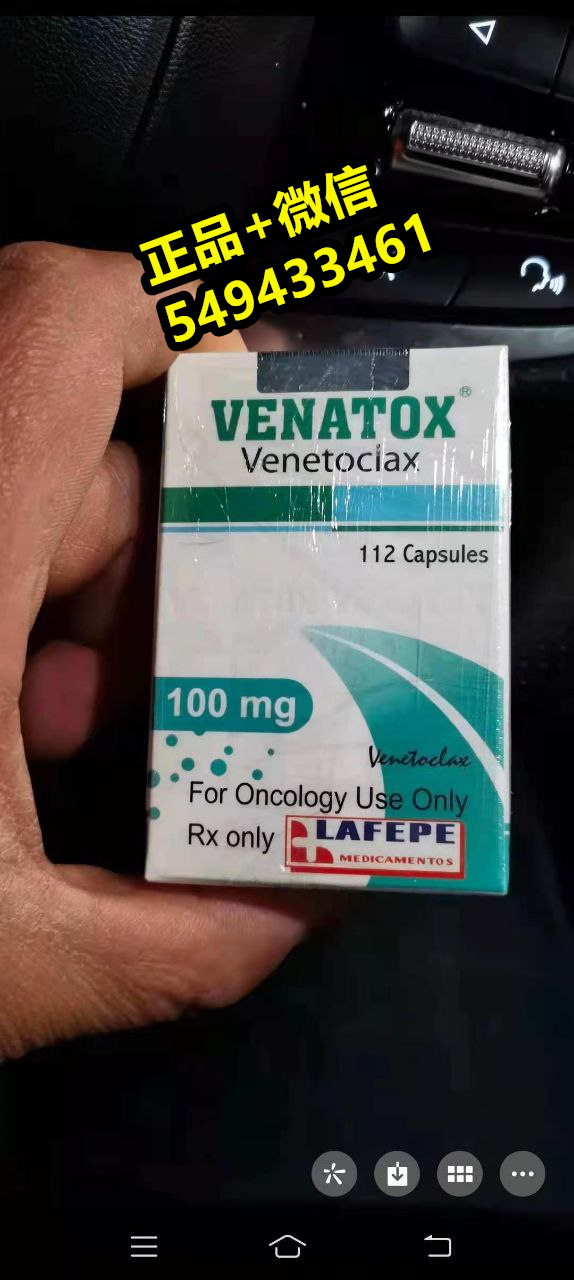 正品+微信
549433461
VENATOX®
Venetoclax
112 Capsules
100 mg
Venetoclax
For Oncology Use Only
Rx only
LAFEPE
MEDICAMENTOS